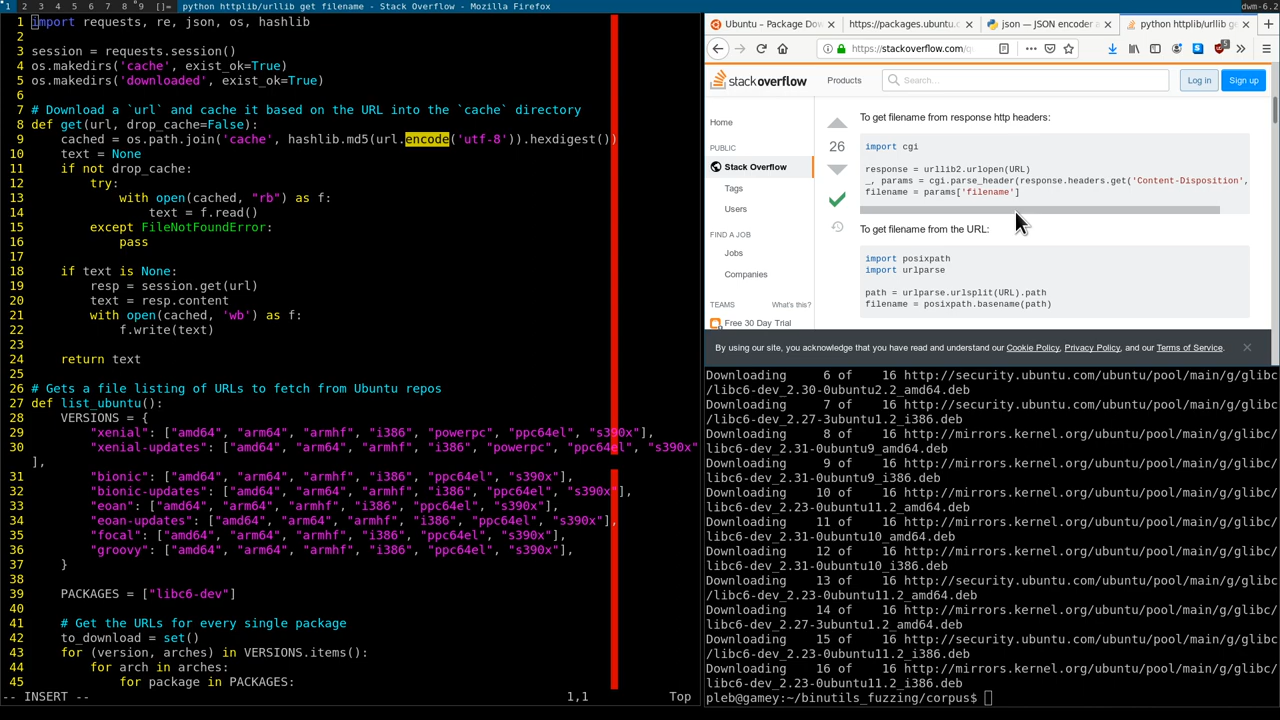 1 2 3 4 5 6 7 8 9 []= python httplib/urllib get filename - Stack Overflow - Mozilla Firefox dwm-6.2
1 import requests, re, json, os, hashlib
2
3 session = requests.session()
4 os.makedirs('cache', exist_ok=True)
5 os.makedirs('downloaded', exist_ok=True)
6
7 # Download a `url` and cache it based on the URL into the `cache` directory
8 def get(url, drop_cache=False):
9     cached = os.path.join('cache', hashlib.md5(url.encode('utf-8')).hexdigest())
10     text = None
11     if not drop_cache:
12         try:
13             with open(cached, "rb") as f:
14                 text = f.read()
15         except FileNotFoundError:
16             pass
17
18     if text is None:
19         resp = session.get(url)
20         text = resp.content
21         with open(cached, 'wb') as f:
22             f.write(text)
23
24     return text
25
26 # Gets a file listing of URLs to fetch from Ubuntu repos
27 def list_ubuntu():
28     VERSIONS = {
29         "xenial": ["amd64", "arm64", "armhf", "i386", "powerpc", "ppc64el", "s390x"],
30         "xenial-updates": ["amd64", "arm64", "armhf", "i386", "powerpc", "ppc64el", "s390x"
],
31         "bionic": ["amd64", "arm64", "armhf", "i386", "ppc64el", "s390x"],
32         "bionic-updates": ["amd64", "arm64", "armhf", "i386", "ppc64el", "s390x"],
33         "eoan": ["amd64", "arm64", "armhf", "i386", "ppc64el", "s390x"],
34         "eoan-updates": ["amd64", "arm64", "armhf", "i386", "ppc64el", "s390x"],
35         "focal": ["amd64", "arm64", "armhf", "i386", "ppc64el", "s390x"],
36         "groovy": ["amd64", "arm64", "armhf", "i386", "ppc64el", "s390x"],
37     }
38
39     PACKAGES = ["libc6-dev"]
40
41     # Get the URLs for every single package
42     to_download = set()
43     for (version, arches) in VERSIONS.items():
44         for arch in arches:
45             for package in PACKAGES:
-- INSERT -- 1,1 Top
Ubuntu – Package Do https://packages.ubuntu.c json — JSON encoder a python httplib/urllib g
https://stackoverflow.com/q
stackoverflow Products Search... Log in Sign up
Home
PUBLIC
Stack Overflow
Tags
Users
FIND A JOB
Jobs
Companies
TEAMS What's this?
Free 30 Day Trial
26
To get filename from response http headers:
import cgi
response = urllib2.urlopen(URL)
_, params = cgi.parse_header(response.headers.get('Content-Disposition',
filename = params['filename']
To get filename from the URL:
import posixpath
import urlparse
path = urlparse.urlsplit(URL).path
filename = posixpath.basename(path)
By using our site, you acknowledge that you have read and understand our Cookie Policy, Privacy Policy, and our Terms of Service.
Downloading 6 of 16 http://security.ubuntu.com/ubuntu/pool/main/g/glibc
/libc6-dev_2.30-0ubuntu2.2_amd64.deb
Downloading 7 of 16 http://security.ubuntu.com/ubuntu/pool/main/g/glibc
/libc6-dev_2.27-3ubuntu1.2_i386.deb
Downloading 8 of 16 http://mirrors.kernel.org/ubuntu/pool/main/g/glibc/
libc6-dev_2.31-0ubuntu9_amd64.deb
Downloading 9 of 16 http://mirrors.kernel.org/ubuntu/pool/main/g/glibc/
libc6-dev_2.31-0ubuntu9_i386.deb
Downloading 10 of 16 http://mirrors.kernel.org/ubuntu/pool/main/g/glibc/
libc6-dev_2.23-0ubuntu11_amd64.deb
Downloading 11 of 16 http://mirrors.kernel.org/ubuntu/pool/main/g/glibc/
libc6-dev_2.31-0ubuntu10_amd64.deb
Downloading 12 of 16 http://mirrors.kernel.org/ubuntu/pool/main/g/glibc/
libc6-dev_2.31-0ubuntu10_i386.deb
Downloading 13 of 16 http://security.ubuntu.com/ubuntu/pool/main/g/glibc
/libc6-dev_2.23-0ubuntu11.2_amd64.deb
Downloading 14 of 16 http://security.ubuntu.com/ubuntu/pool/main/g/glibc
/libc6-dev_2.27-3ubuntu1.2_amd64.deb
Downloading 15 of 16 http://security.ubuntu.com/ubuntu/pool/main/g/glibc
/libc6-dev_2.23-0ubuntu11.2_i386.deb
Downloading 16 of 16 http://mirrors.kernel.org/ubuntu/pool/main/g/glibc/
libc6-dev_2.23-0ubuntu11.2_i386.deb
pleb@gamey:~/binutils_fuzzing/corpus$